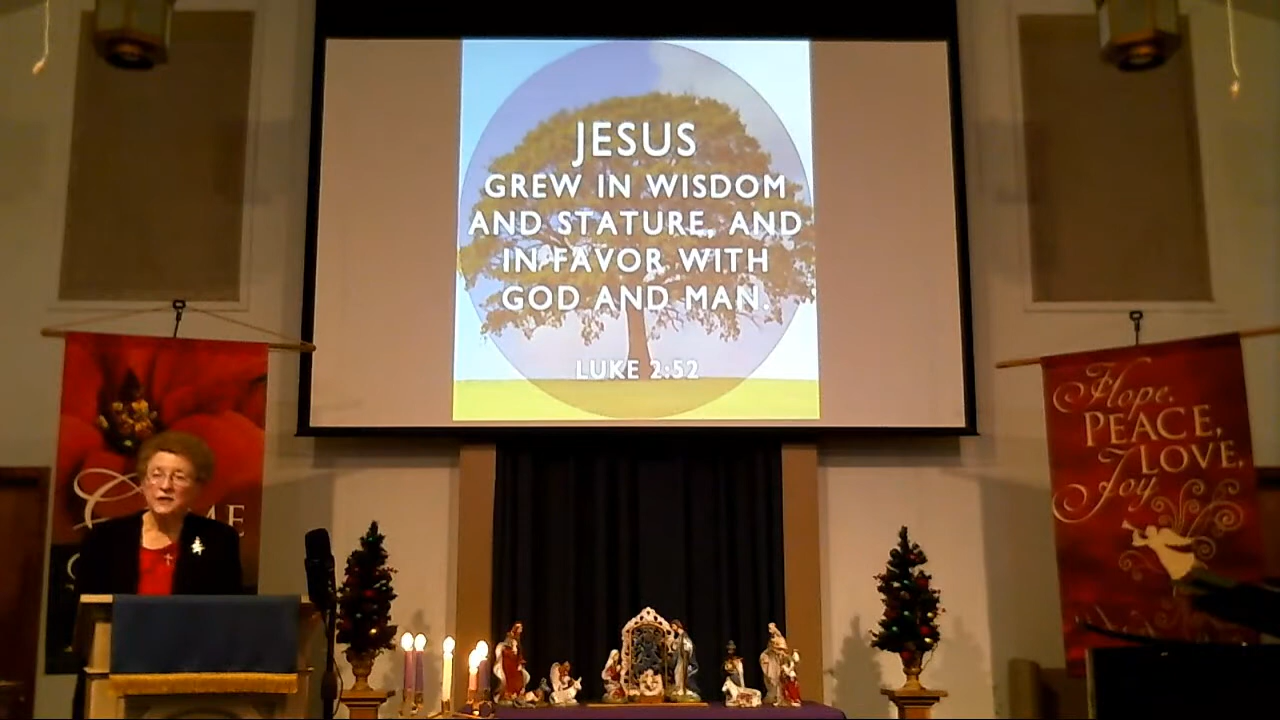 JESUS
GREW IN WISDOM
AND STATURE, AND
IN FAVOR WITH
GOD AND MAN.
LUKE 2:52
Hope,
PEACE,
LOVE,
Joy